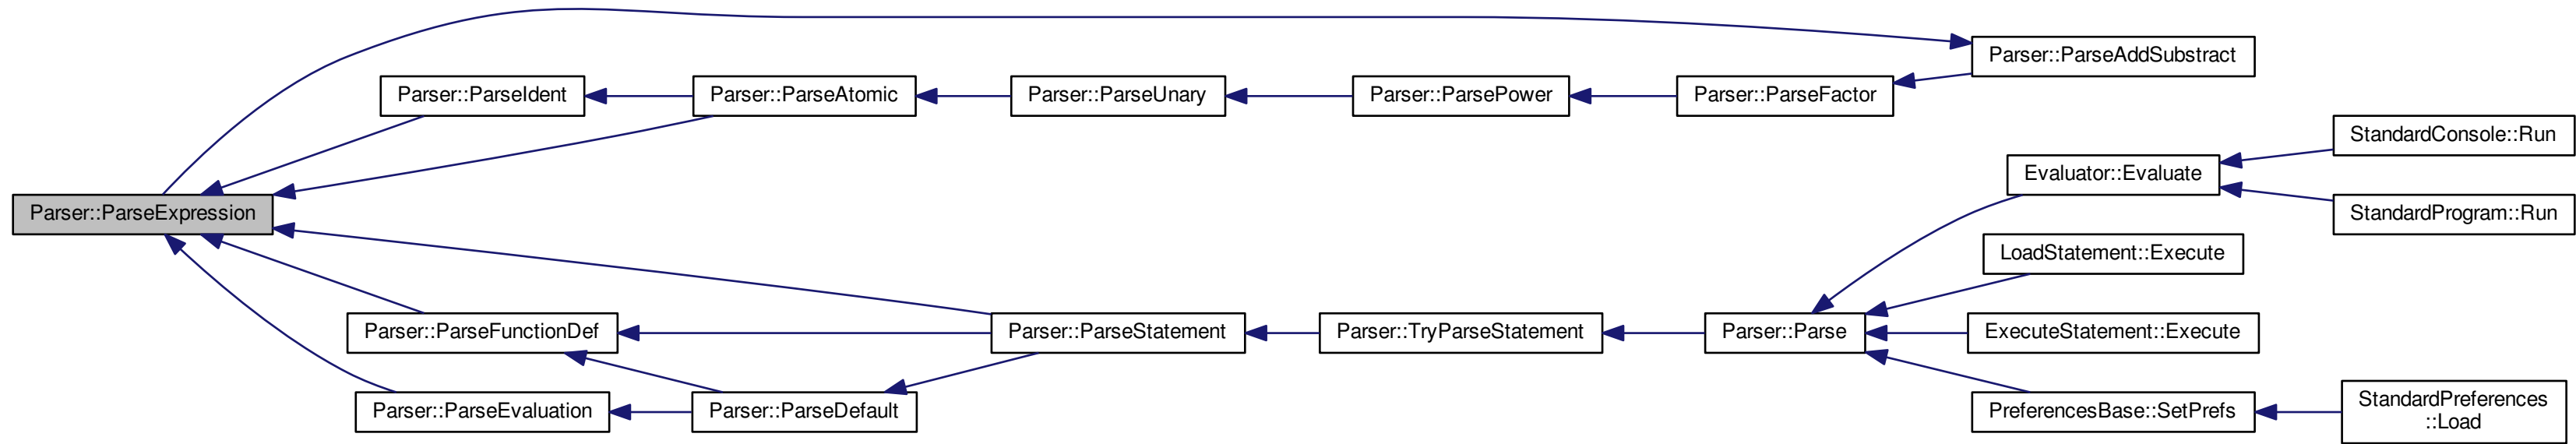 Parser::ParseAddSubstract
Parser::ParseIdent
Parser::ParseAtomic
Parser::ParseUnary
Parser::ParsePower
Parser::ParseFactor
StandardConsole::Run
Evaluator::Evaluate
Parser::ParseExpression
StandardProgram::Run
LoadStatement::Execute
Parser::ParseFunctionDef
Parser::ParseStatement
Parser::TryParseStatement
Parser::Parse
ExecuteStatement::Execute
Parser::ParseEvaluation
Parser::ParseDefault
PreferencesBase::SetPrefs
StandardPreferences
::Load